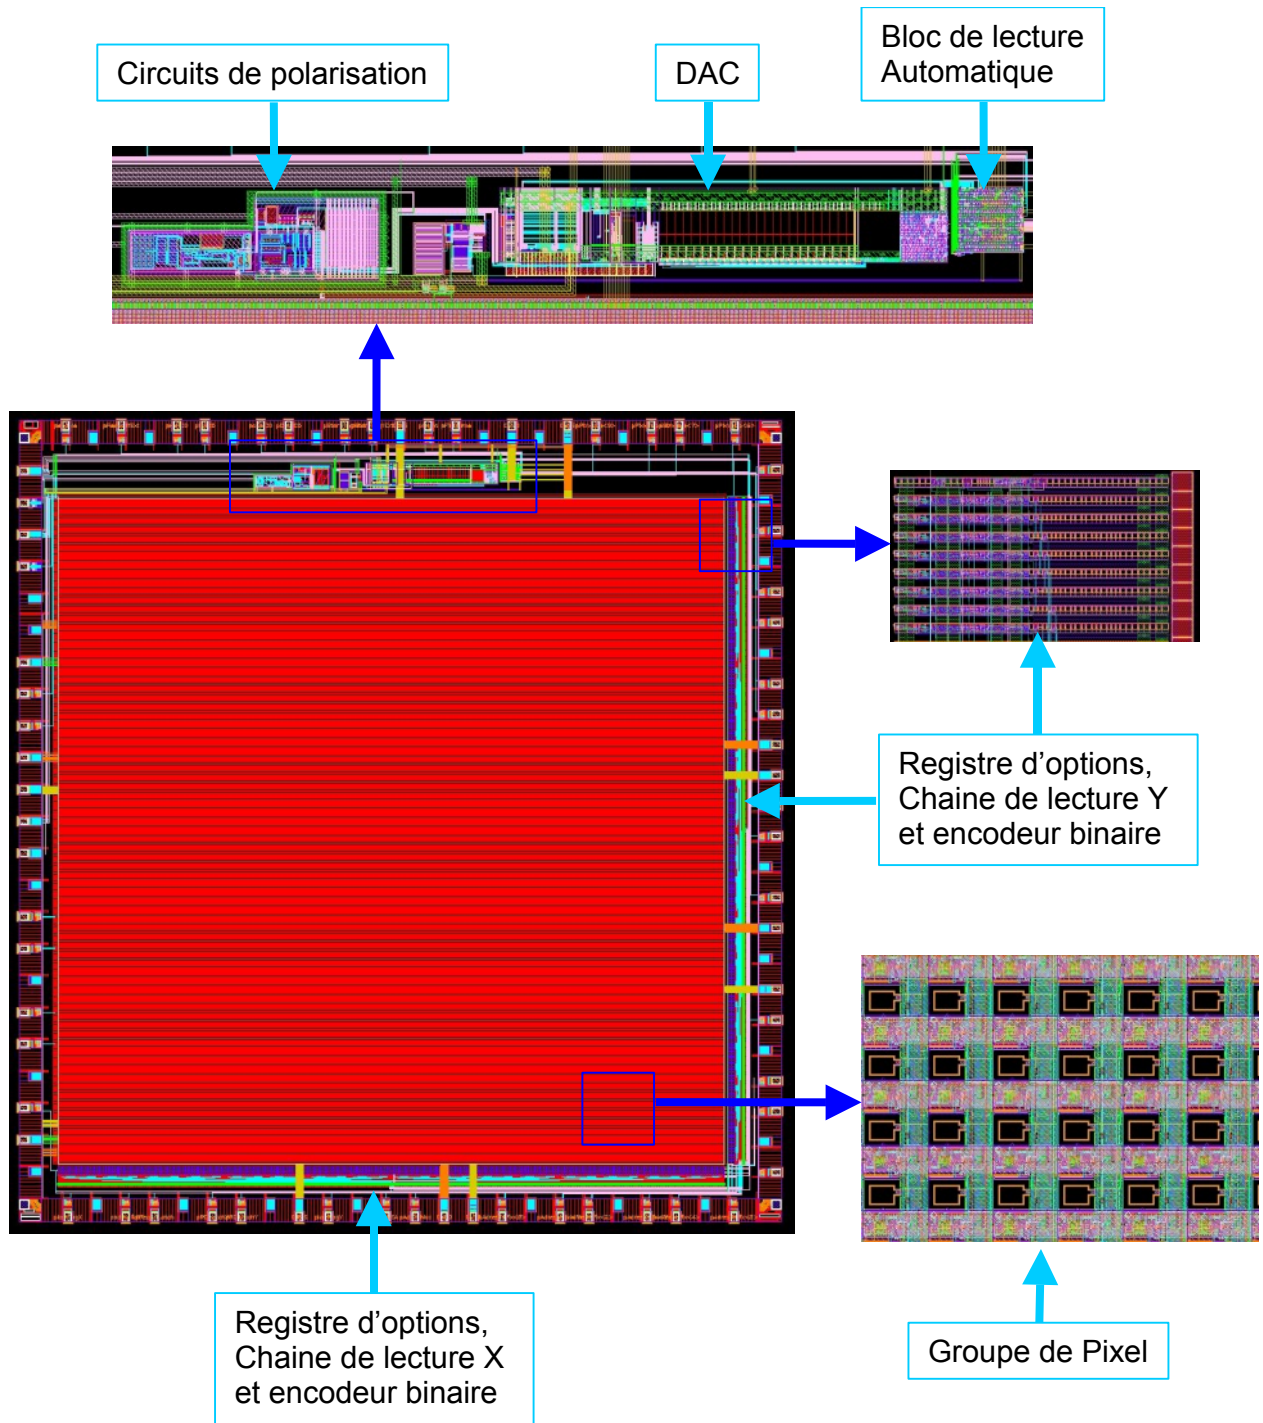 Circuits de polarisation
DAC
Bloc de lecture
Automatique
Registre d’options,
Chaine de lecture Y
et encodeur binaire
Registre d’options,
Chaine de lecture X
et encodeur binaire
Groupe de Pixel